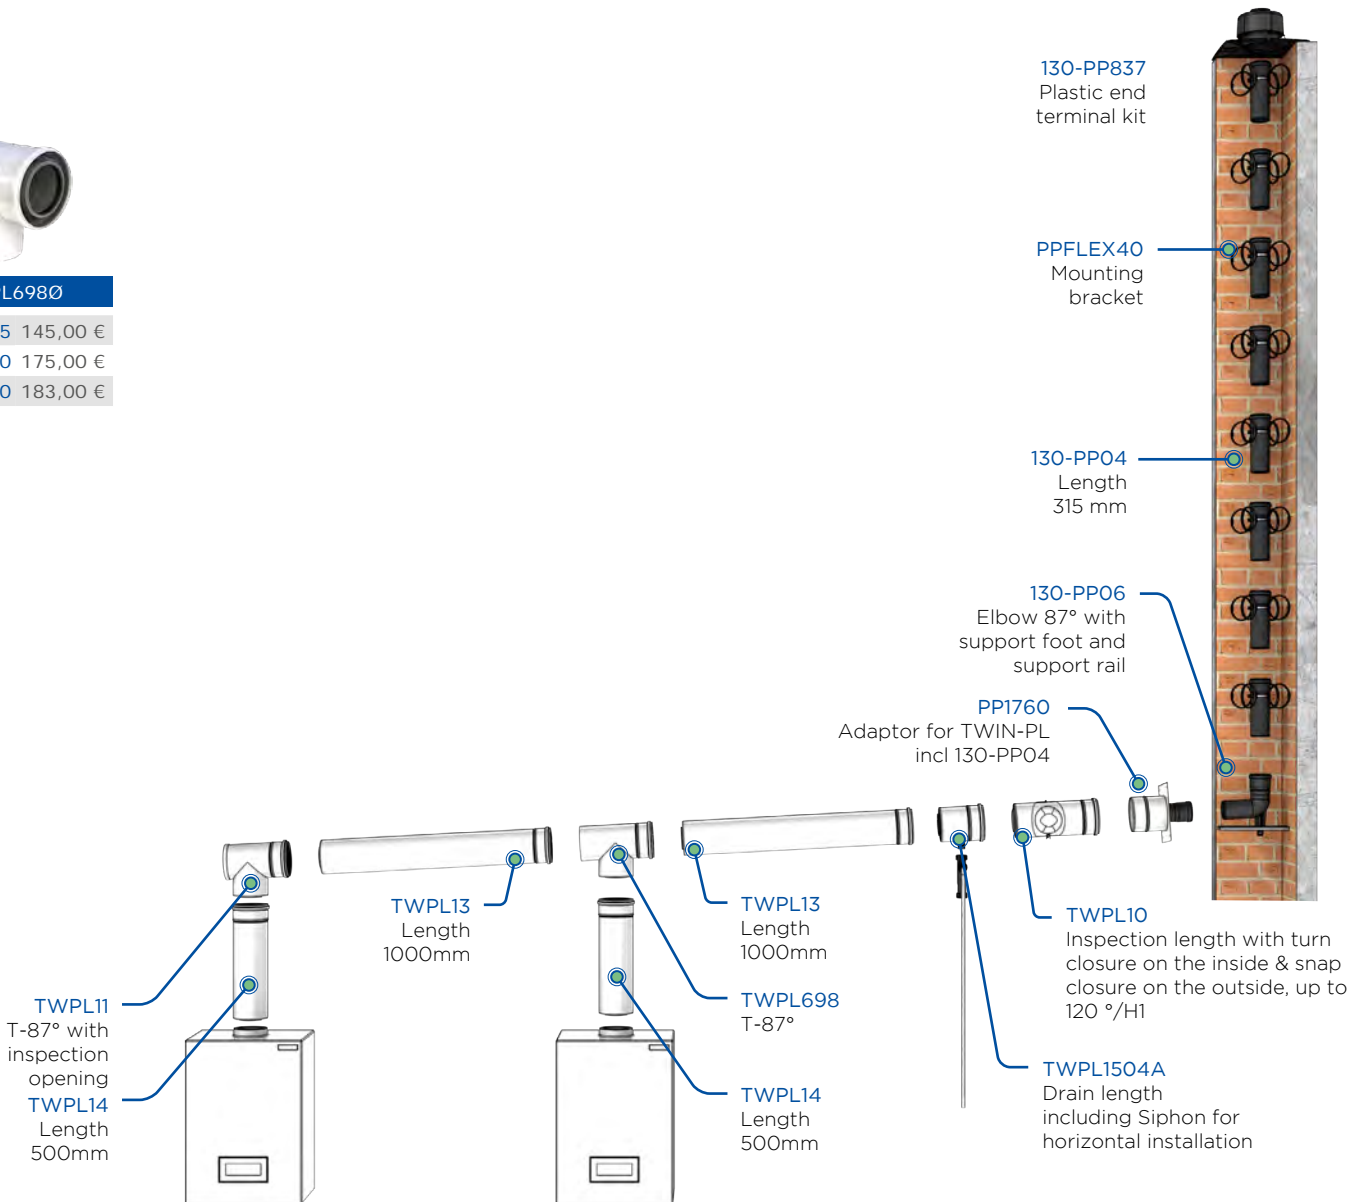 130-PP837
Plastic end
terminal kit
PPFLEX40
Mounting
bracket
L698Ø
5 145,00 €
0 175,00 €
0 183,00 €
130-PP04
Length
315 mm
130-PP06
Elbow 87° with
support foot and
support rail
PP1760
Adaptor for TWIN-PL
incl 130-PP04
TWPL13
Length
1000mm
TWPL13
Length
1000mm
TWPL10
Inspection length with turn
closure on the inside & snap
closure on the outside, up to
120 °/H1
TWPL11
T-87° with
inspection
opening
TWPL14
Length
500mm
TWPL698
T-87°
TWPL14
Length
500mm
TWPL1504A
Drain length
including Siphon for
horizontal installation